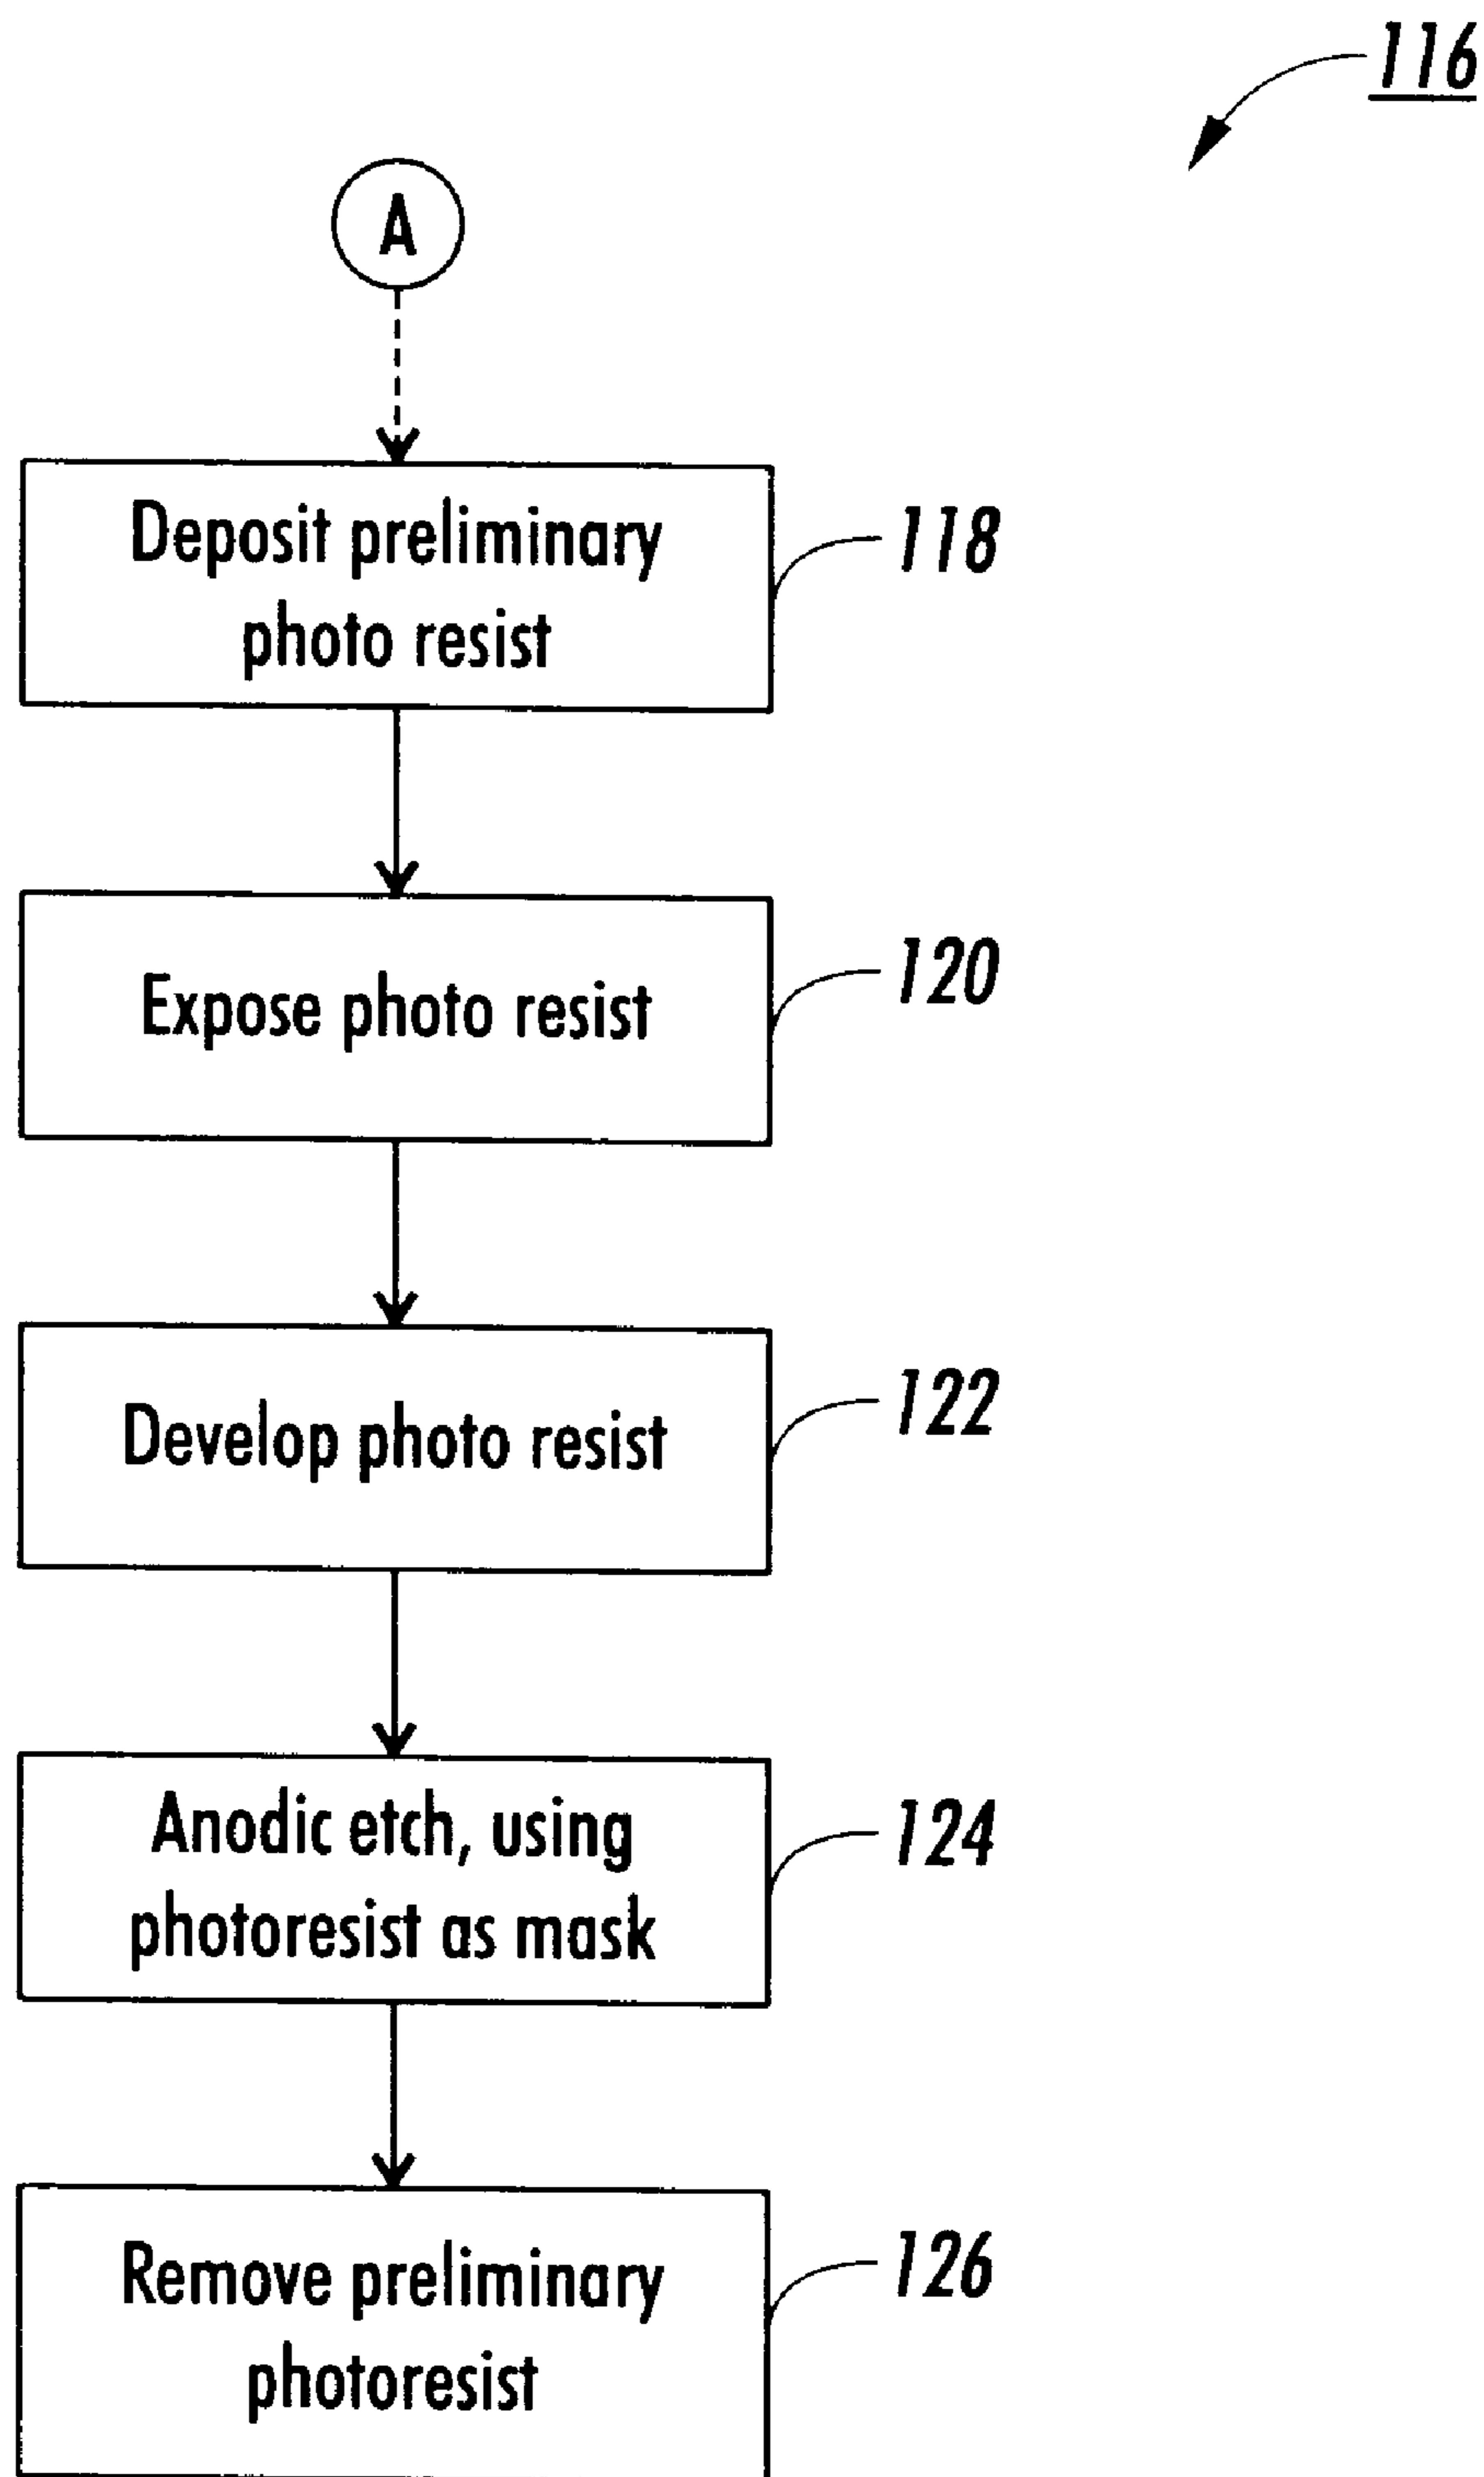 116
A
Deposit preliminary
photo resist
118
Expose photo resist
120
Develop photo resist
122
Anodic etch, using
photoresist as mask
124
Remove preliminary
photoresist
126